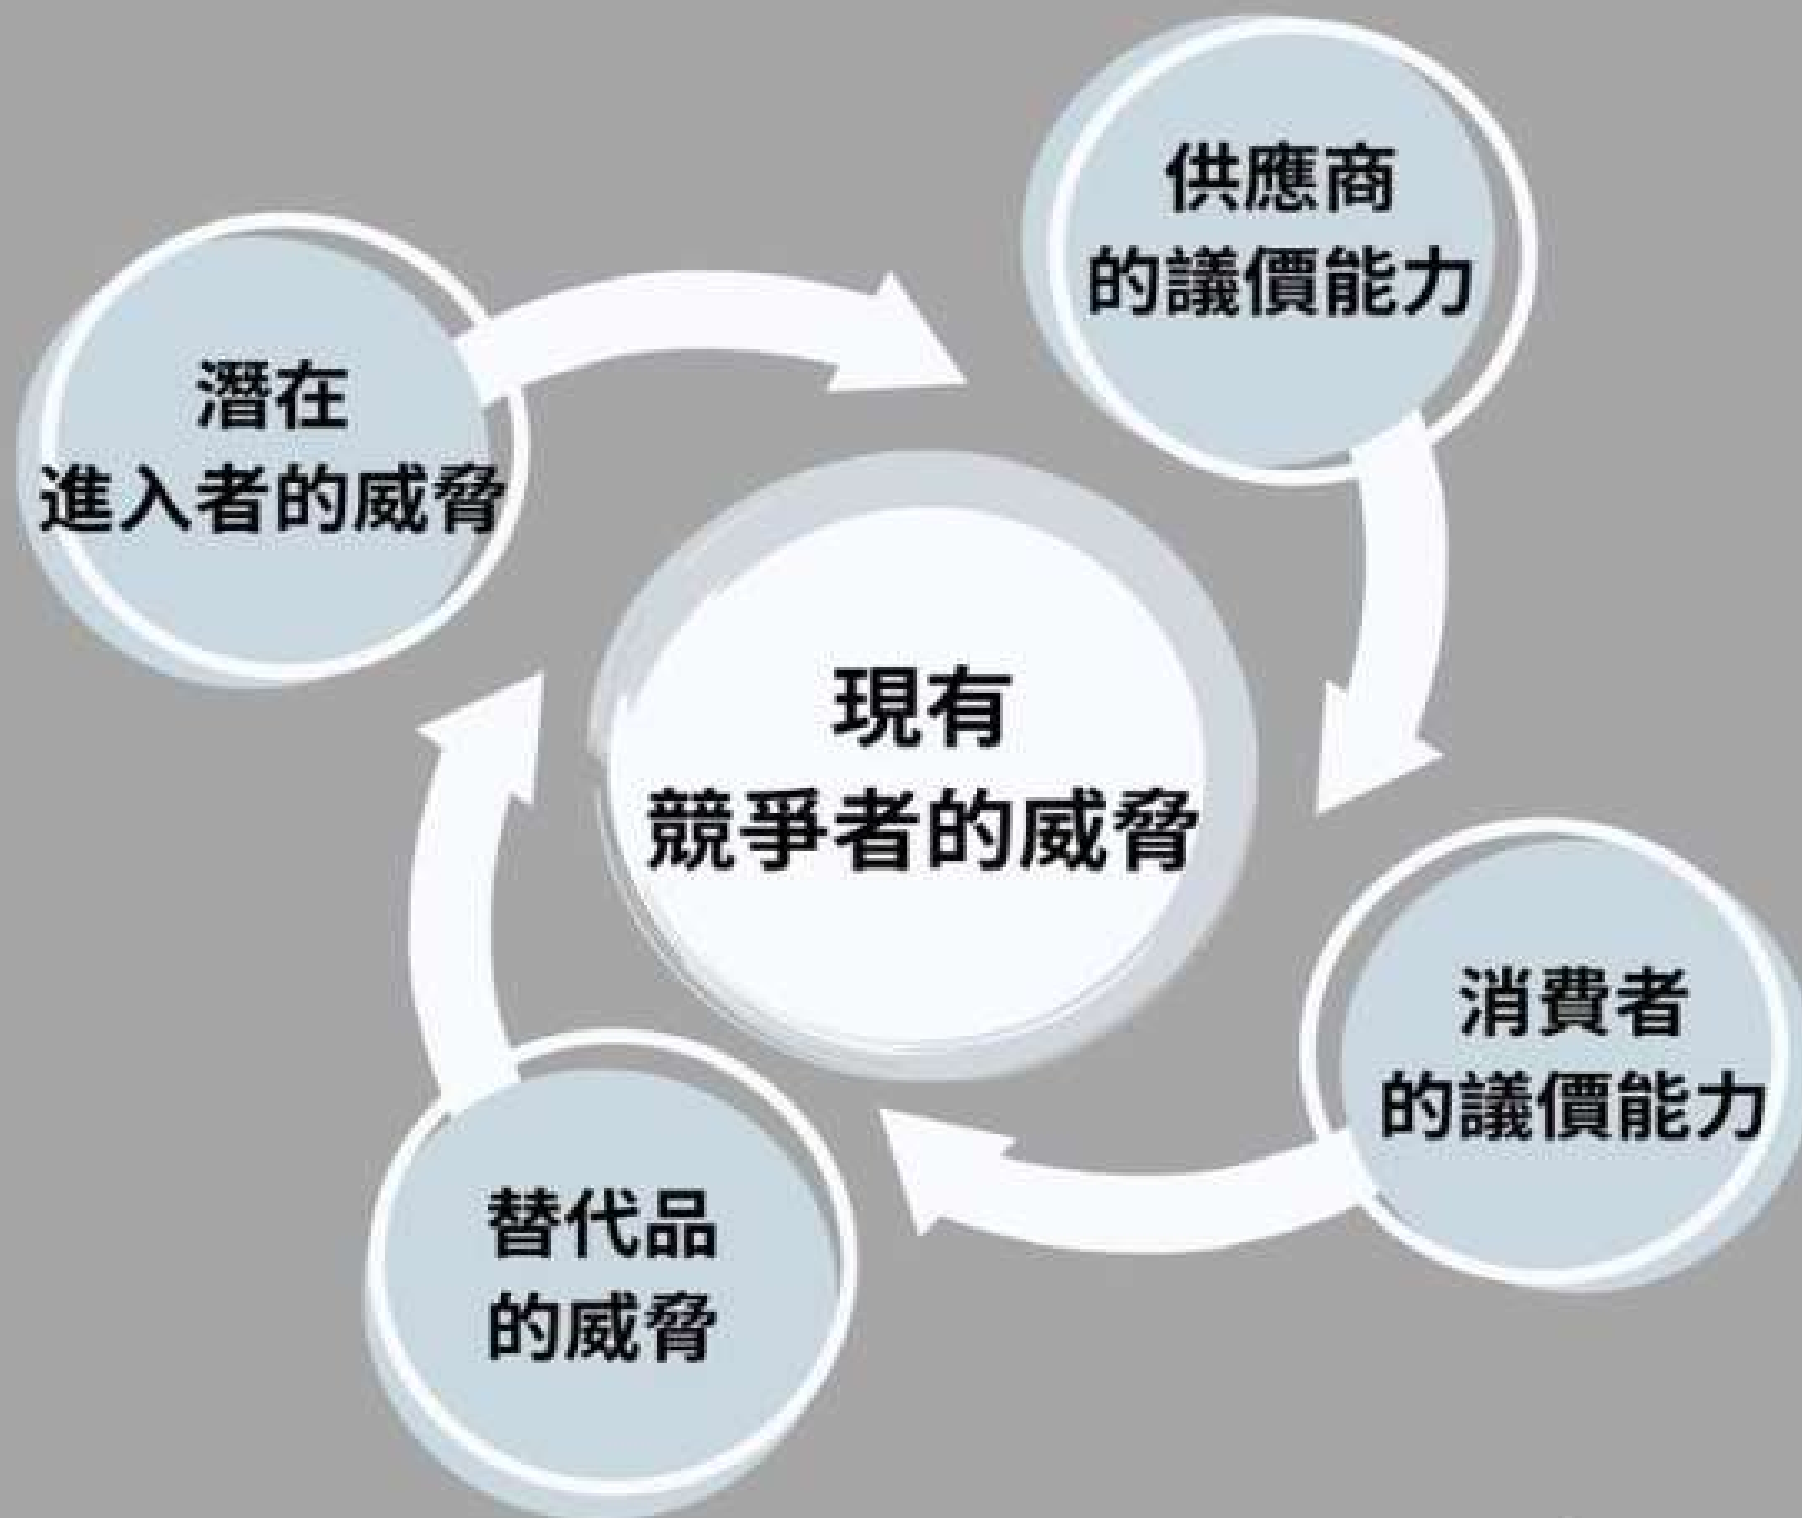 供應商
的議價能力
潛在
進入者的威脅
現有
競爭者的威脅
消費者
的議價能力
替代品
的威脅